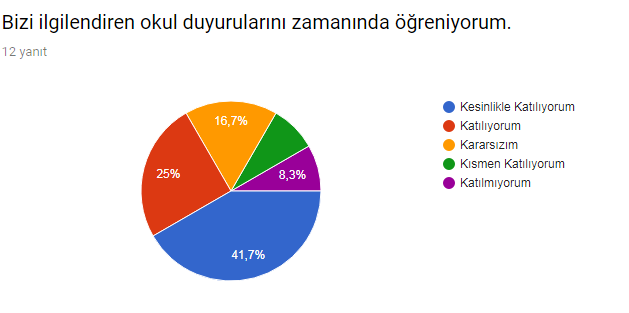 Bizi ilgilendiren okul duyurularını zamanında öğreniyorum.
12 yanıt
16,7%
25%
8,3%
41,7%
Kesinlikle Katılıyorum
Katılıyorum
Kararsızım
Kısmen Katılıyorum
Katılmıyorum